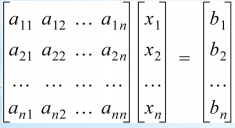 a11 a12 ... a1n x1 b1
a21 a22 ... a2n x2 = b2
... ... ... ... ... ...
an1 an2 ... ann xn bn